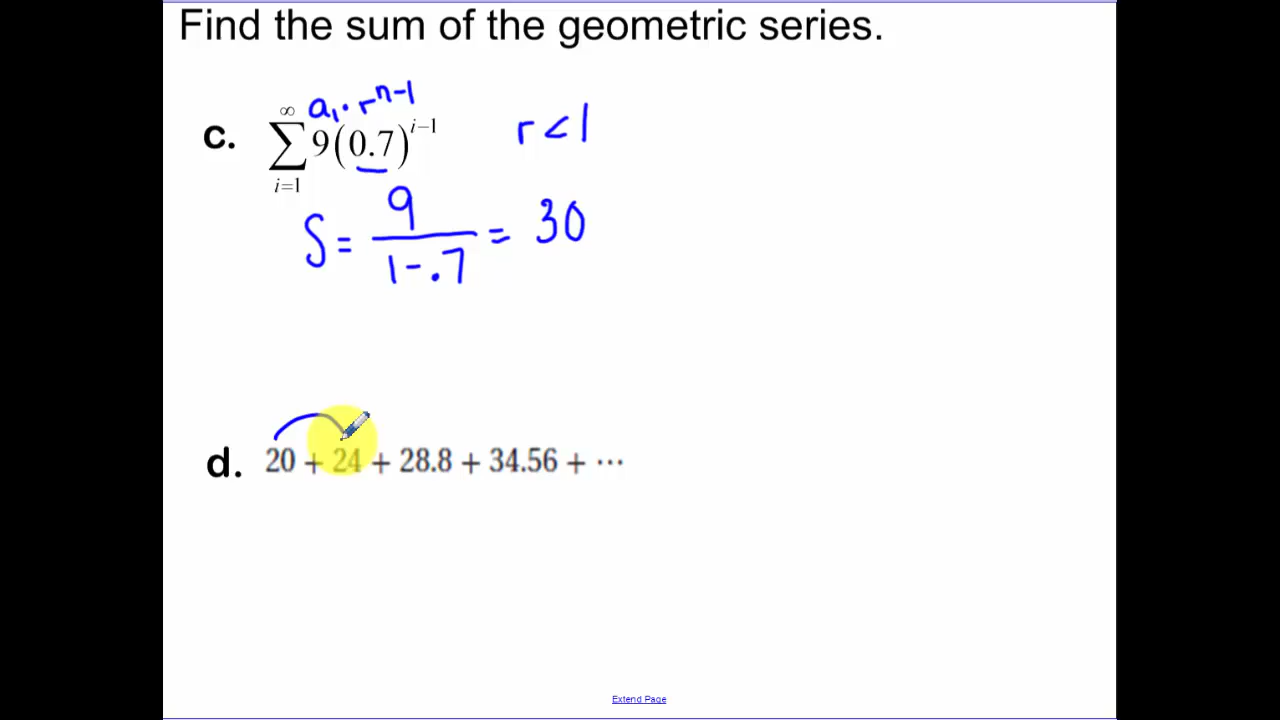 Find the sum of the geometric series.
a₁ · rⁿ⁻¹
c. ∞ ∑ i=1 9(0.7)^{i−1} r < 1
S = 9 / 1 - .7 = 30
d. 20 + 24 + 28.8 + 34.56 + ···
Extend Page